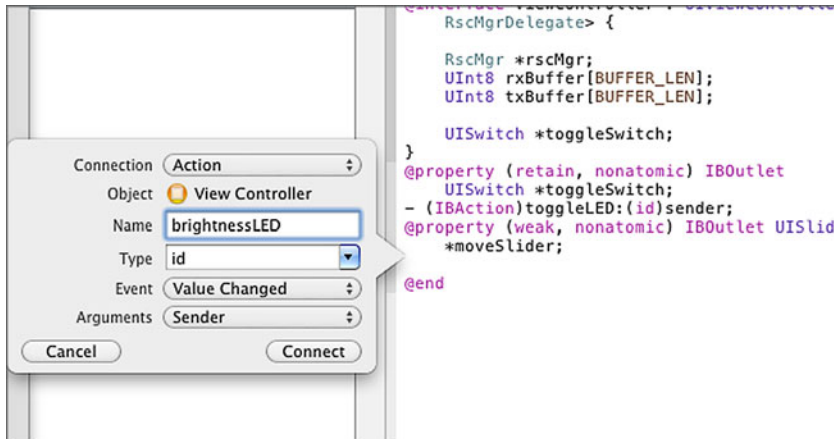 RscMgrDelegate> {
RscMgr *rscMgr;
UInt8 rxBuffer[BUFFER_LEN];
UInt8 txBuffer[BUFFER_LEN];
UISwitch *toggleSwitch;
}
@property (retain, nonatomic) IBOutlet
UISwitch *toggleSwitch;
- (IBAction)toggleLED:(id)sender;
@property (weak, nonatomic) IBOutlet UISlid
*moveSlider;
@end
Connection Action
Object View Controller
Name brightnessLED
Type id
Event Value Changed
Arguments Sender
Cancel Connect